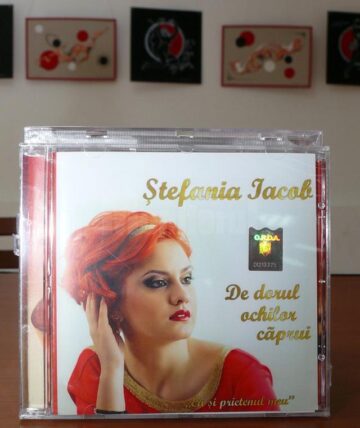 Ştefania Iacob
O.R.D.A.
De dorul
ochilor
căprui
„Eu şi prietenul meu"